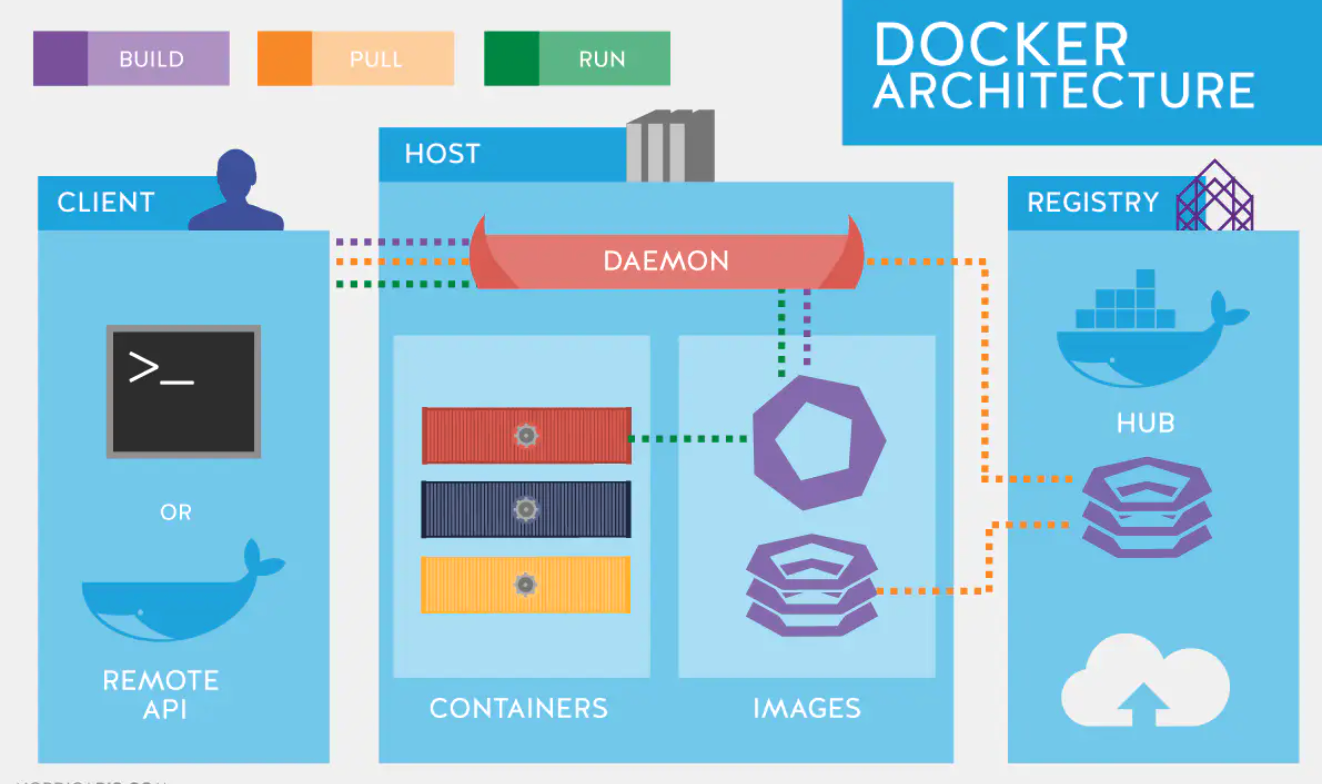 BUILD
PULL
RUN
DOCKER
ARCHITECTURE
CLIENT
HOST
REGISTRY
DAEMON
>_
OR
REMOTE
API
CONTAINERS
IMAGES
HUB